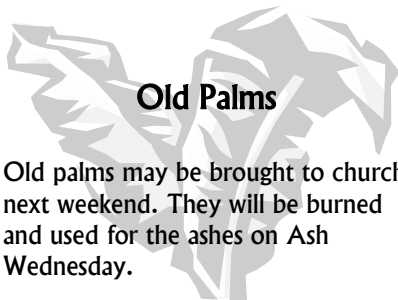 Old Palms
Old palms may be brought to church
next weekend. They will be burned
and used for the ashes on Ash
Wednesday.